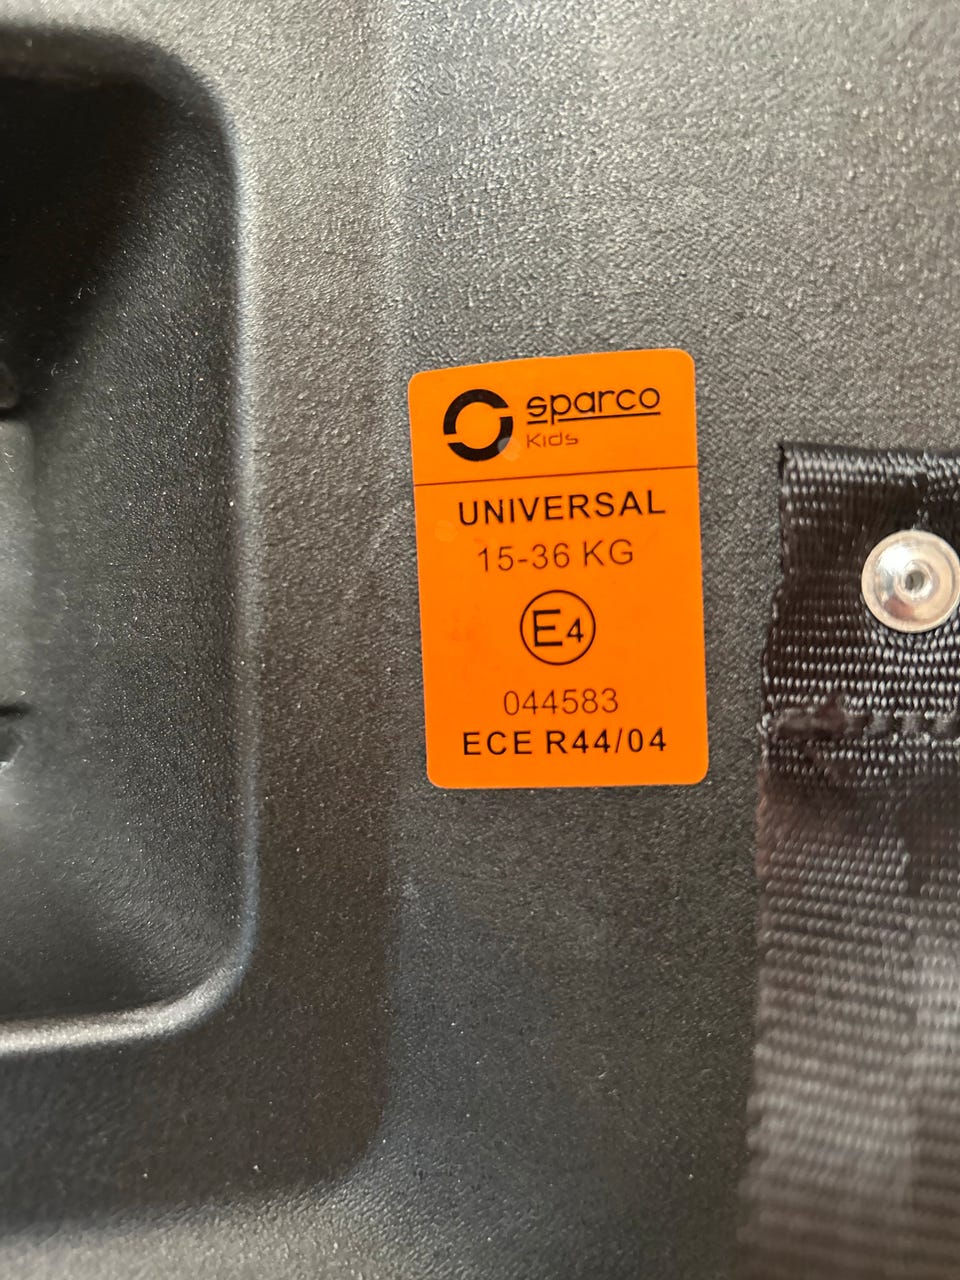 sparco
Kids
UNIVERSAL
15-36 KG
E4
044583
ECE R44/04